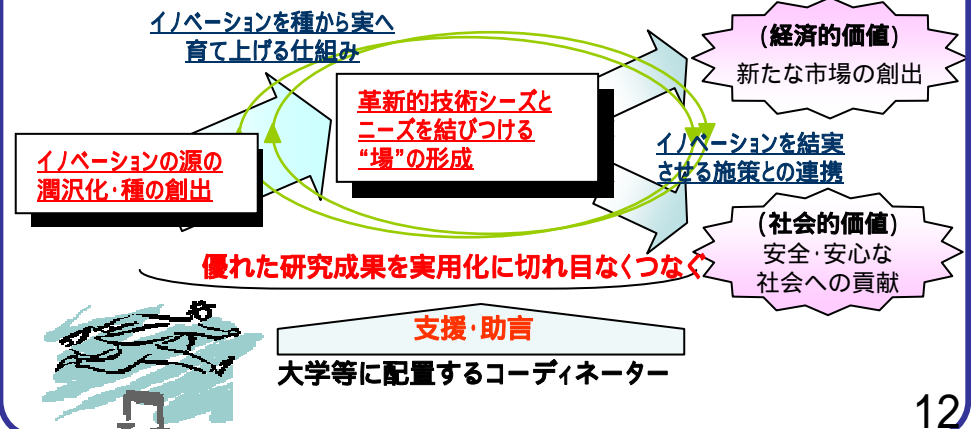 イノベーションを種から実へ
育て上げる仕組み
(経済的価値)
新たな市場の創出
革新的技術シーズと
ニーズを結びつける
“場”の形成
イノベーションの源の
潤沢化・種の創出
イノベーションを結実
させる施策との連携
(社会的価値)
安全・安心な
社会への貢献
優れた研究成果を実用化に切れ目なくつなぐ
支援・助言
大学等に配置するコーディネーター
12